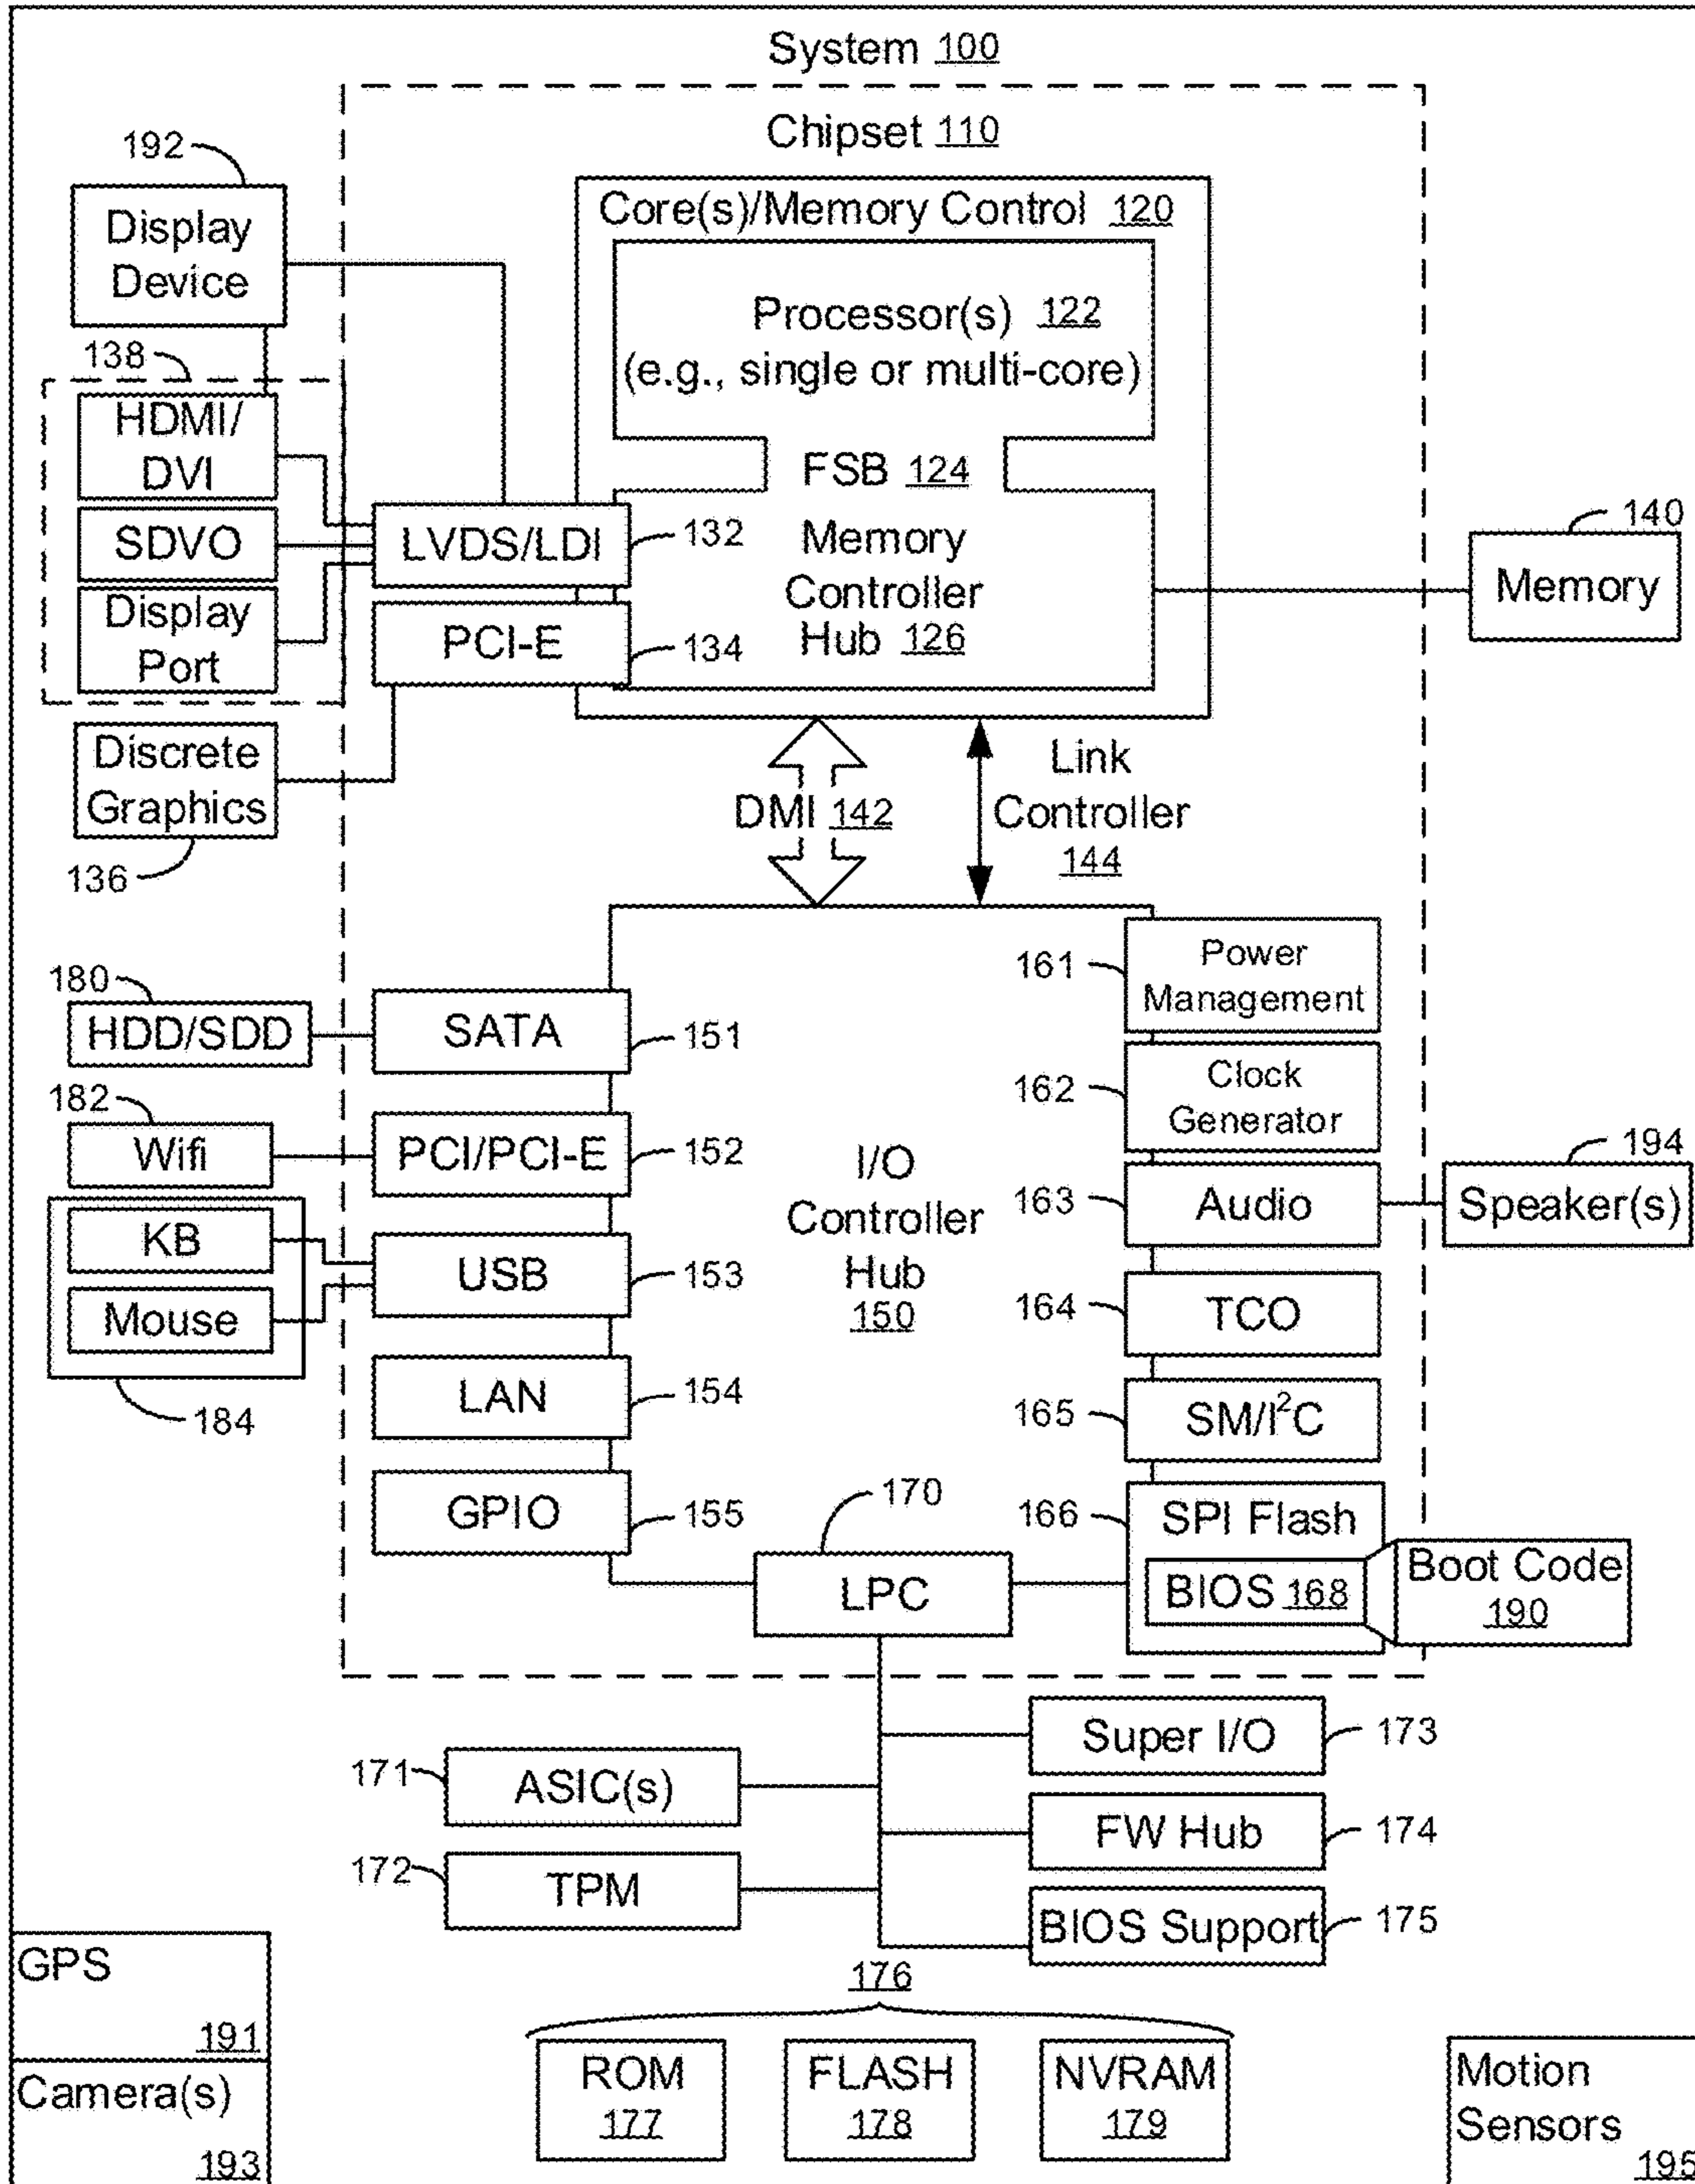 System 100
Chipset 110
192
Display
Device
Core(s)/Memory Control 120
Processor(s) 122
(e.g., single or multi-core)
138
HDMI/
DVI
SDVO
Display
Port
FSB 124
LVDS/LDI
132
PCI-E
134
Memory
Controller
Hub 126
140
Memory
Discrete
Graphics
136
DMI 142
Link
Controller
144
180
HDD/SDD
SATA
151
161
Power
Management
182
Wifi
PCI/PCI-E
152
162
Clock
Generator
I/O
Controller
Hub
150
KB
Mouse
184
USB
153
163
Audio
194
Speaker(s)
164
TCO
LAN
154
165
SM/I²C
GPIO
155
170
LPC
166
SPI Flash
BIOS 168
Boot Code
190
171
ASIC(s)
Super I/O
173
FW Hub
174
172
TPM
BIOS Support
175
176
ROM
177
FLASH
178
NVRAM
179
GPS
191
Camera(s)
193
Motion
Sensors
195